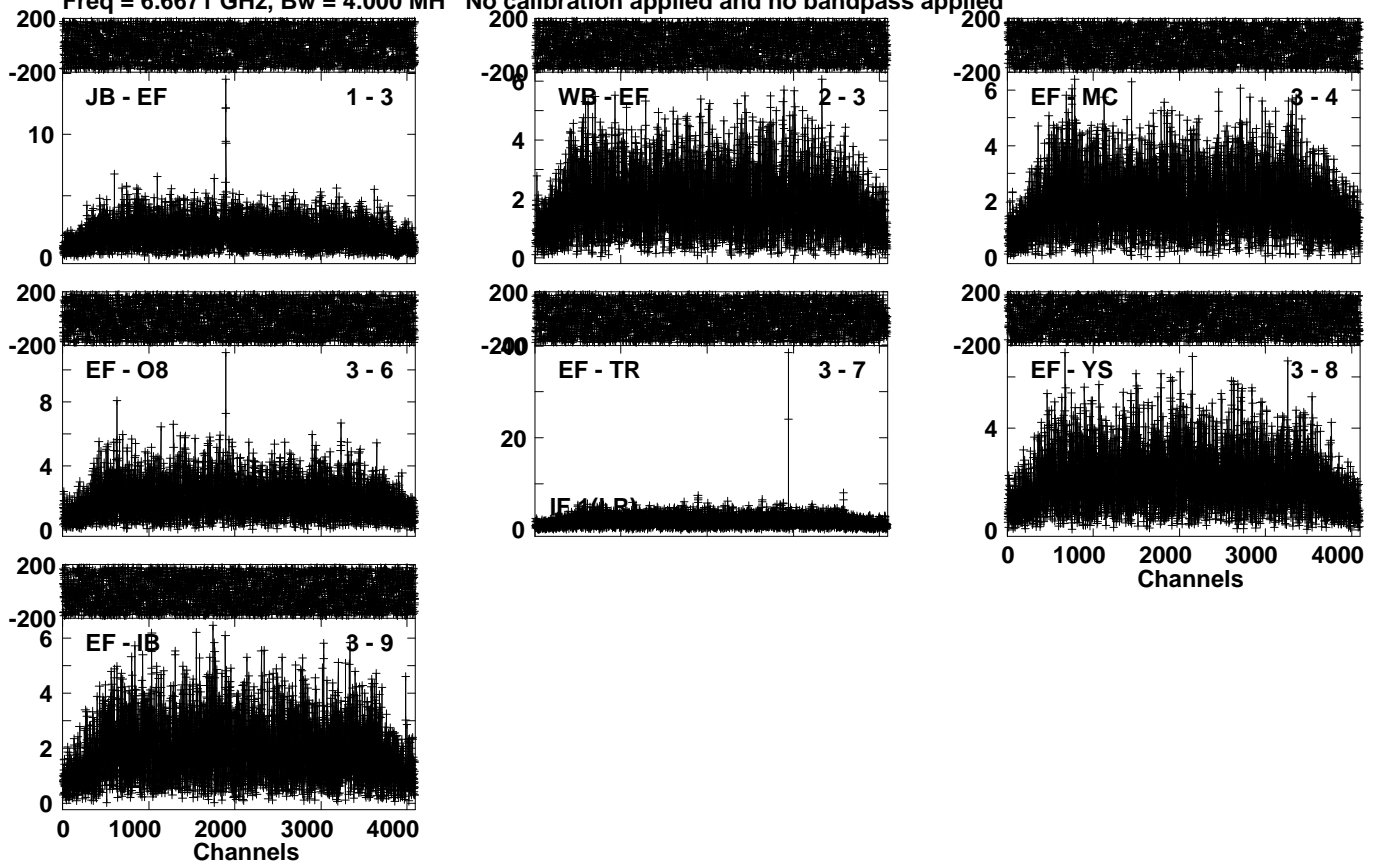 Freq = 6.6671 GHz, Bw = 4.000 MH No calibration applied and no bandpass applied
200 200 200
-200 -200 -200
JB - EF 1 - 3 WB - EF 2 - 3 EF - MC 3 - 4
10 6
4 4
2 2
0 0 0
200 200 200
-200 -200 -200
EF - O8 3 - 6 EF - TR 3 - 7 EF - YS 3 - 8
40
8 20 4
4 IF 4(LR)
0 0 0
0 1000 2000 3000 4000
Channels
200
-200
EF - IB 3 - 9
6
4
2
0
0 1000 2000 3000 4000
Channels